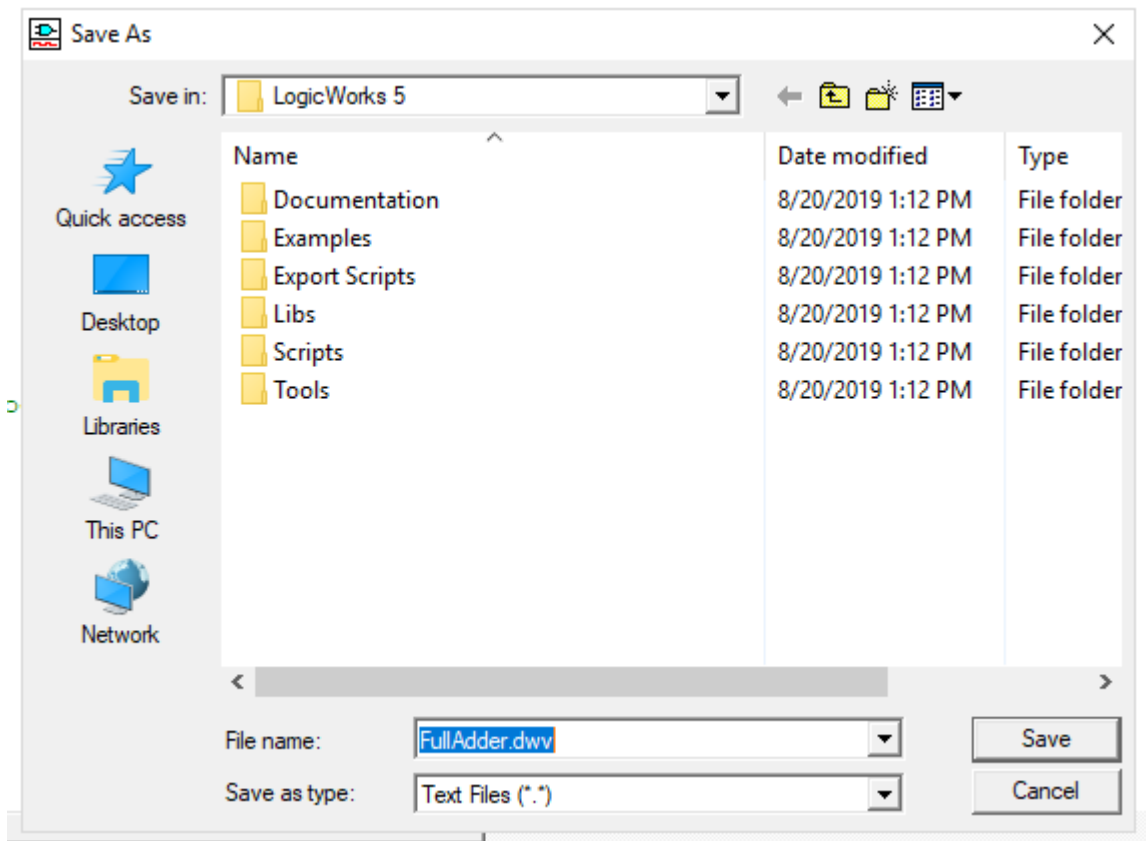 Save As
Save in: LogicWorks 5
Name Date modified Type
Documentation 8/20/2019 1:12 PM File folder
Examples 8/20/2019 1:12 PM File folder
Export Scripts 8/20/2019 1:12 PM File folder
Libs 8/20/2019 1:12 PM File folder
Scripts 8/20/2019 1:12 PM File folder
Tools 8/20/2019 1:12 PM File folder
Quick access
Desktop
Libraries
This PC
Network
File name: FullAdder.dwv Save
Save as type: Text Files (*.*) Cancel